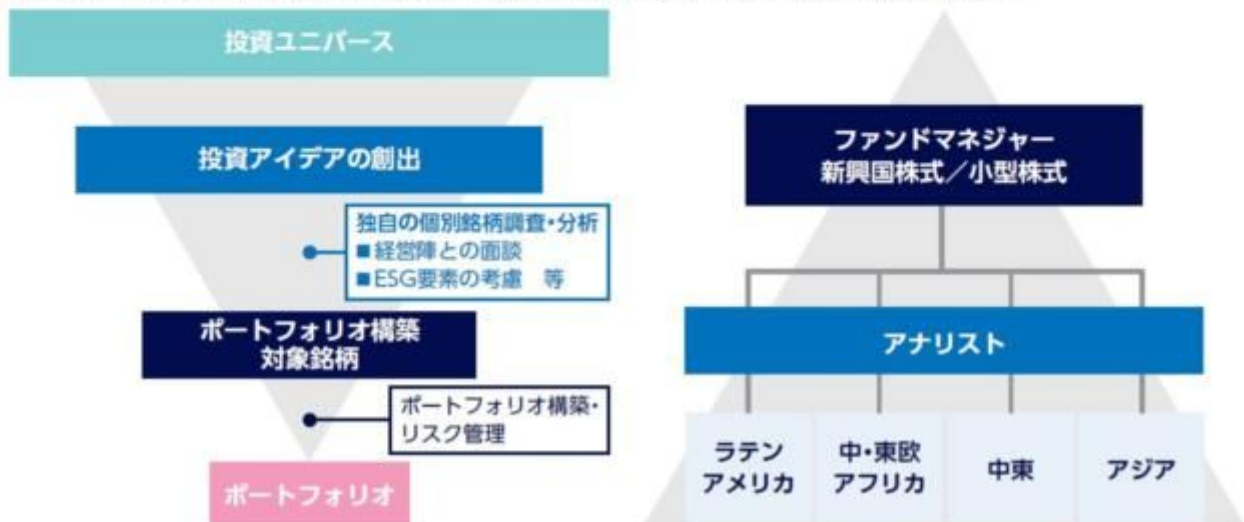 投資ユニバース
投資アイデアの創出
独自の個別銘柄調査・分析
■経営陣との面談
■ESG要素の考慮　等
ポートフォリオ構築
対象銘柄
ポートフォリオ構築・
リスク管理
ポートフォリオ
ファンドマネジャー
新興国株式／小型株式
アナリスト
ラテン
アメリカ
中・東欧
アフリカ
中東
アジア